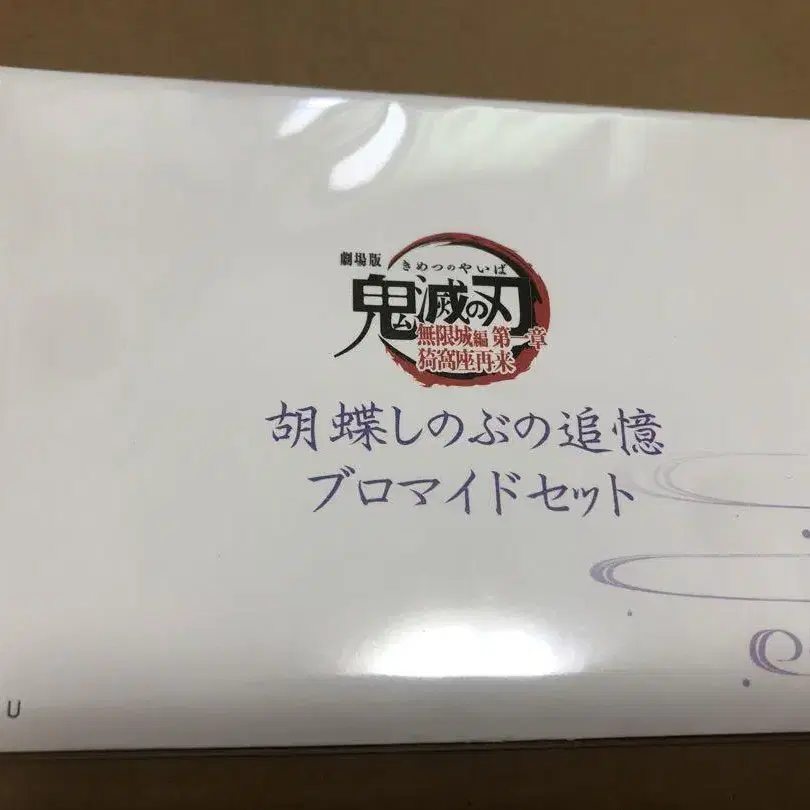 劇場版
きめつのやいば
鬼滅の刃
無限城編 第一章
猗窩座再来
胡蝶しのぶの追憶
ブロマイドセット
U